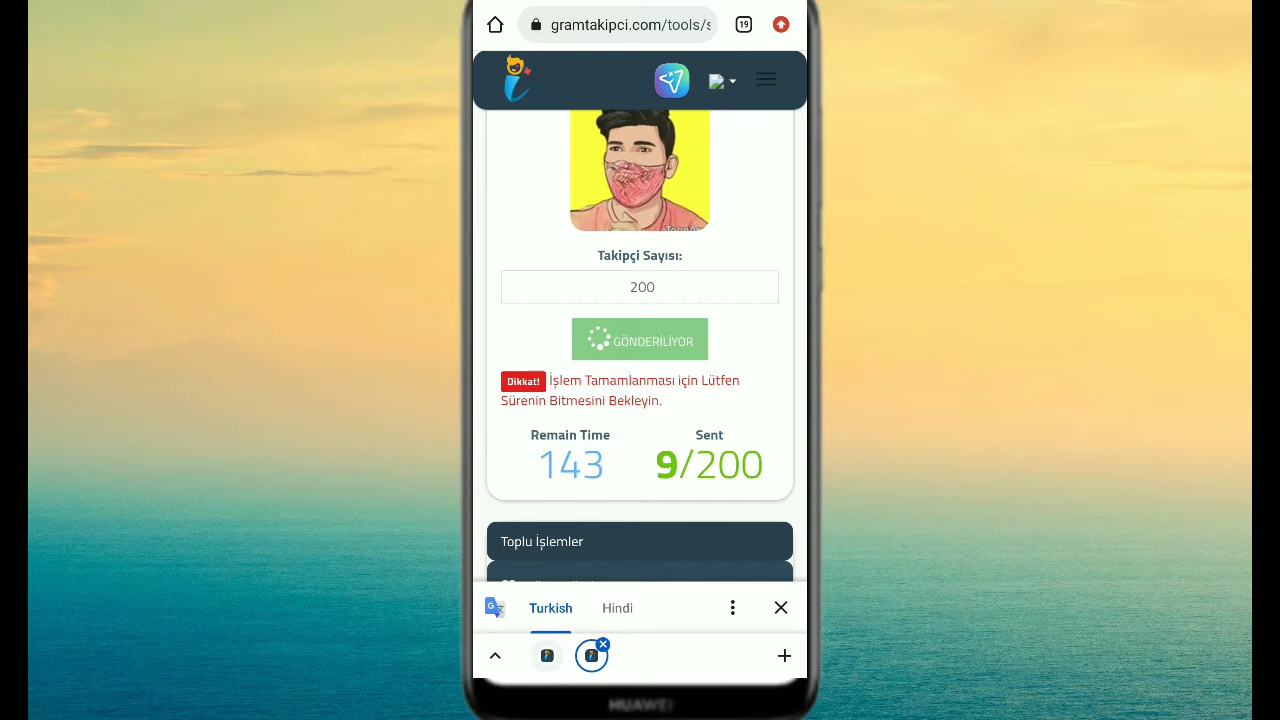 gramtakipci.com/tools/s
19
Takipçi Sayısı:
200
GÖNDERİLİYOR
Dikkat! İşlem Tamamlanması için Lütfen
Sürenin Bitmesini Bekleyin.
Remain Time
Sent
143
9/200
Toplu İşlemler
Turkish
Hindi
HUAWEI